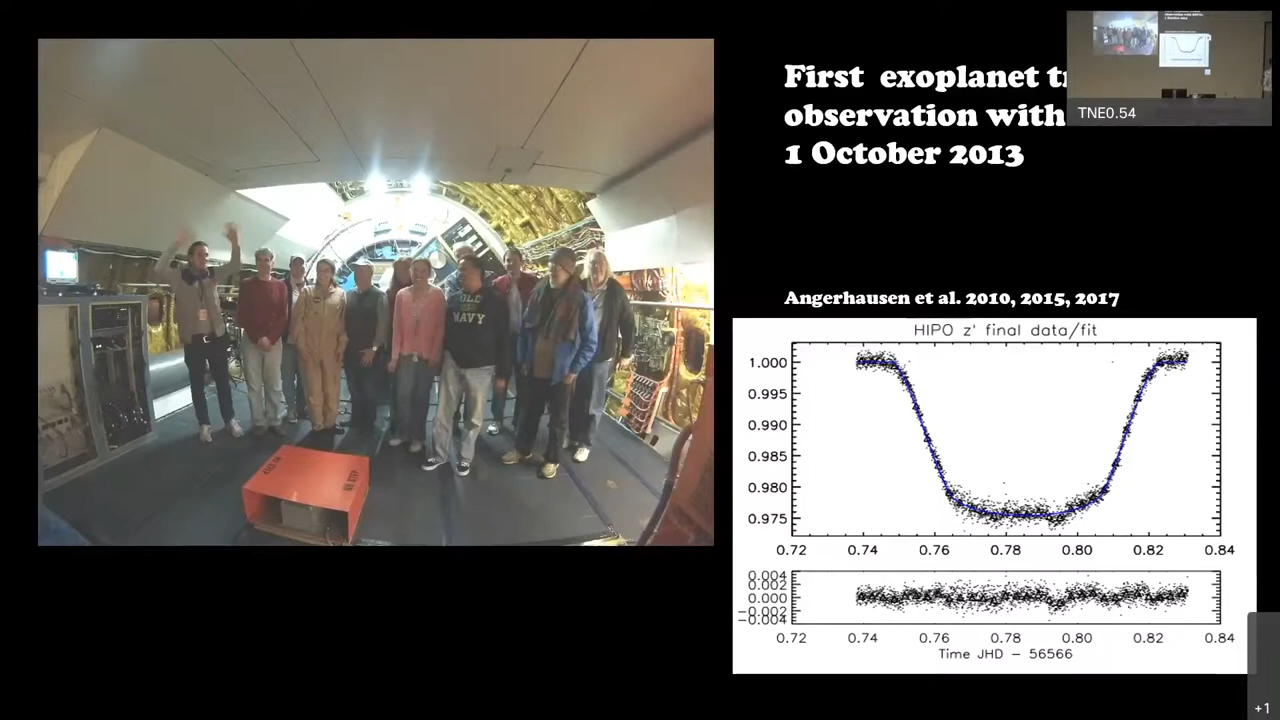 First exoplanet
observation with
1 October 2013
TNE0.54
OLD
NAVY
Angerhausen et al. 2010, 2015, 2017
HIPO z' final data/fit
1.000
0.995
0.990
0.985
0.980
0.975
0.72 0.74 0.76 0.78 0.80 0.82 0.84
0.004
0.002
0.000
−0.002
−0.004
0.72 0.74 0.76 0.78 0.80 0.82 0.84
Time JHD − 56566
+1